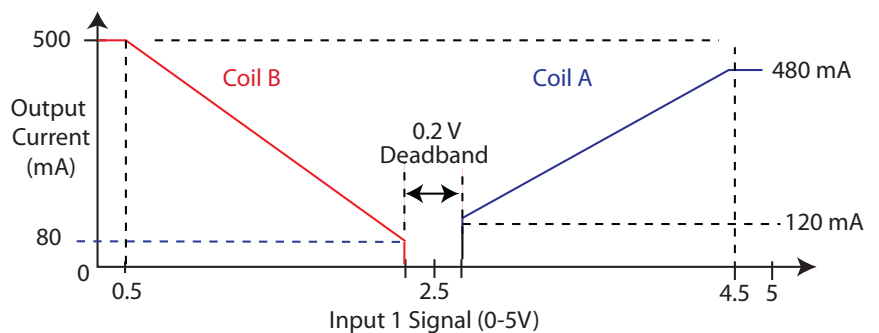 500
Coil B
Coil A
480 mA
Output
Current
(mA)
0.2 V
Deadband
120 mA
80
0
0.5
2.5
4.5
5
Input 1 Signal (0-5V)